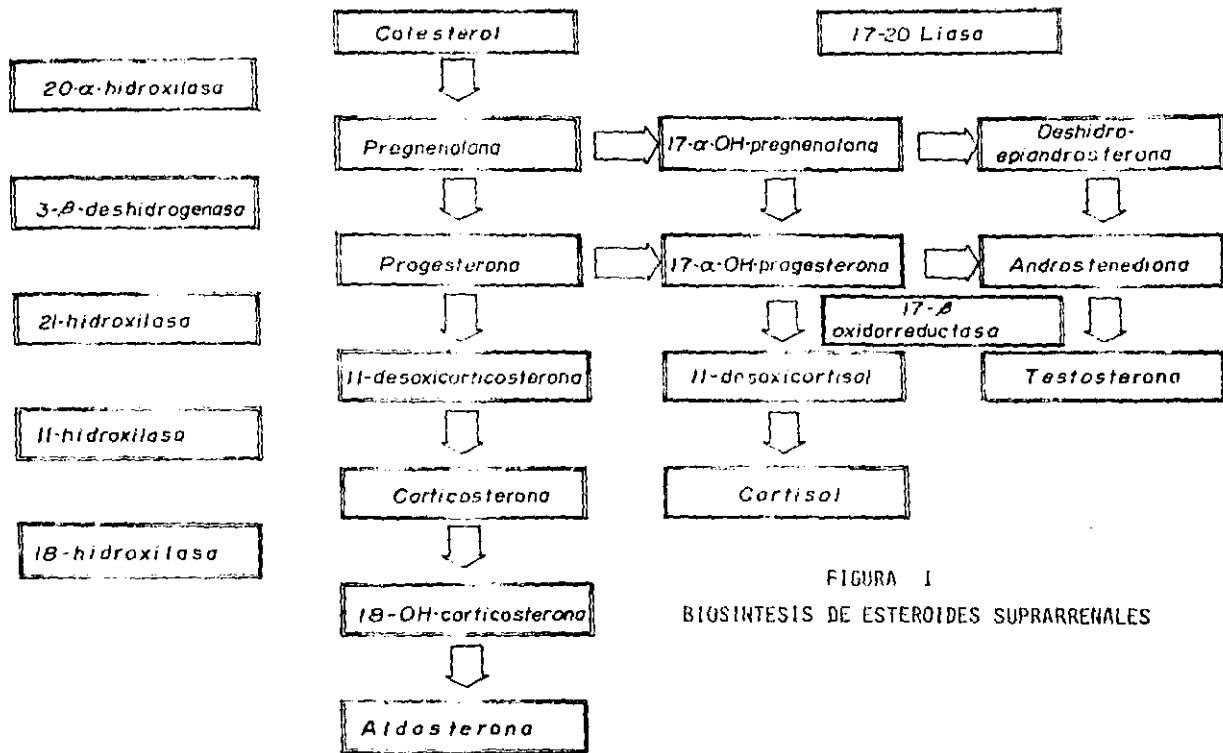 Colesterol
17-20 Liasa
20-α-hidroxilasa
Pregnenolona
17-α-OH-pregnenolona
Deshidro-
epiandrosterona
3-β-deshidrogenasa
Progesterona
17-α-OH-progesterona
Androstenediona
21-hidroxilasa
17-β
oxidorreductasa
11-desoxicorticosterona
11-desoxicortisol
Testosterona
11-hidroxilasa
Corticosterona
Cortisol
18-hidroxilasa
18-OH-corticosterona
FIGURA I
BIOSINTESIS DE ESTEROIDES SUPRARRENALES
Aldosterona